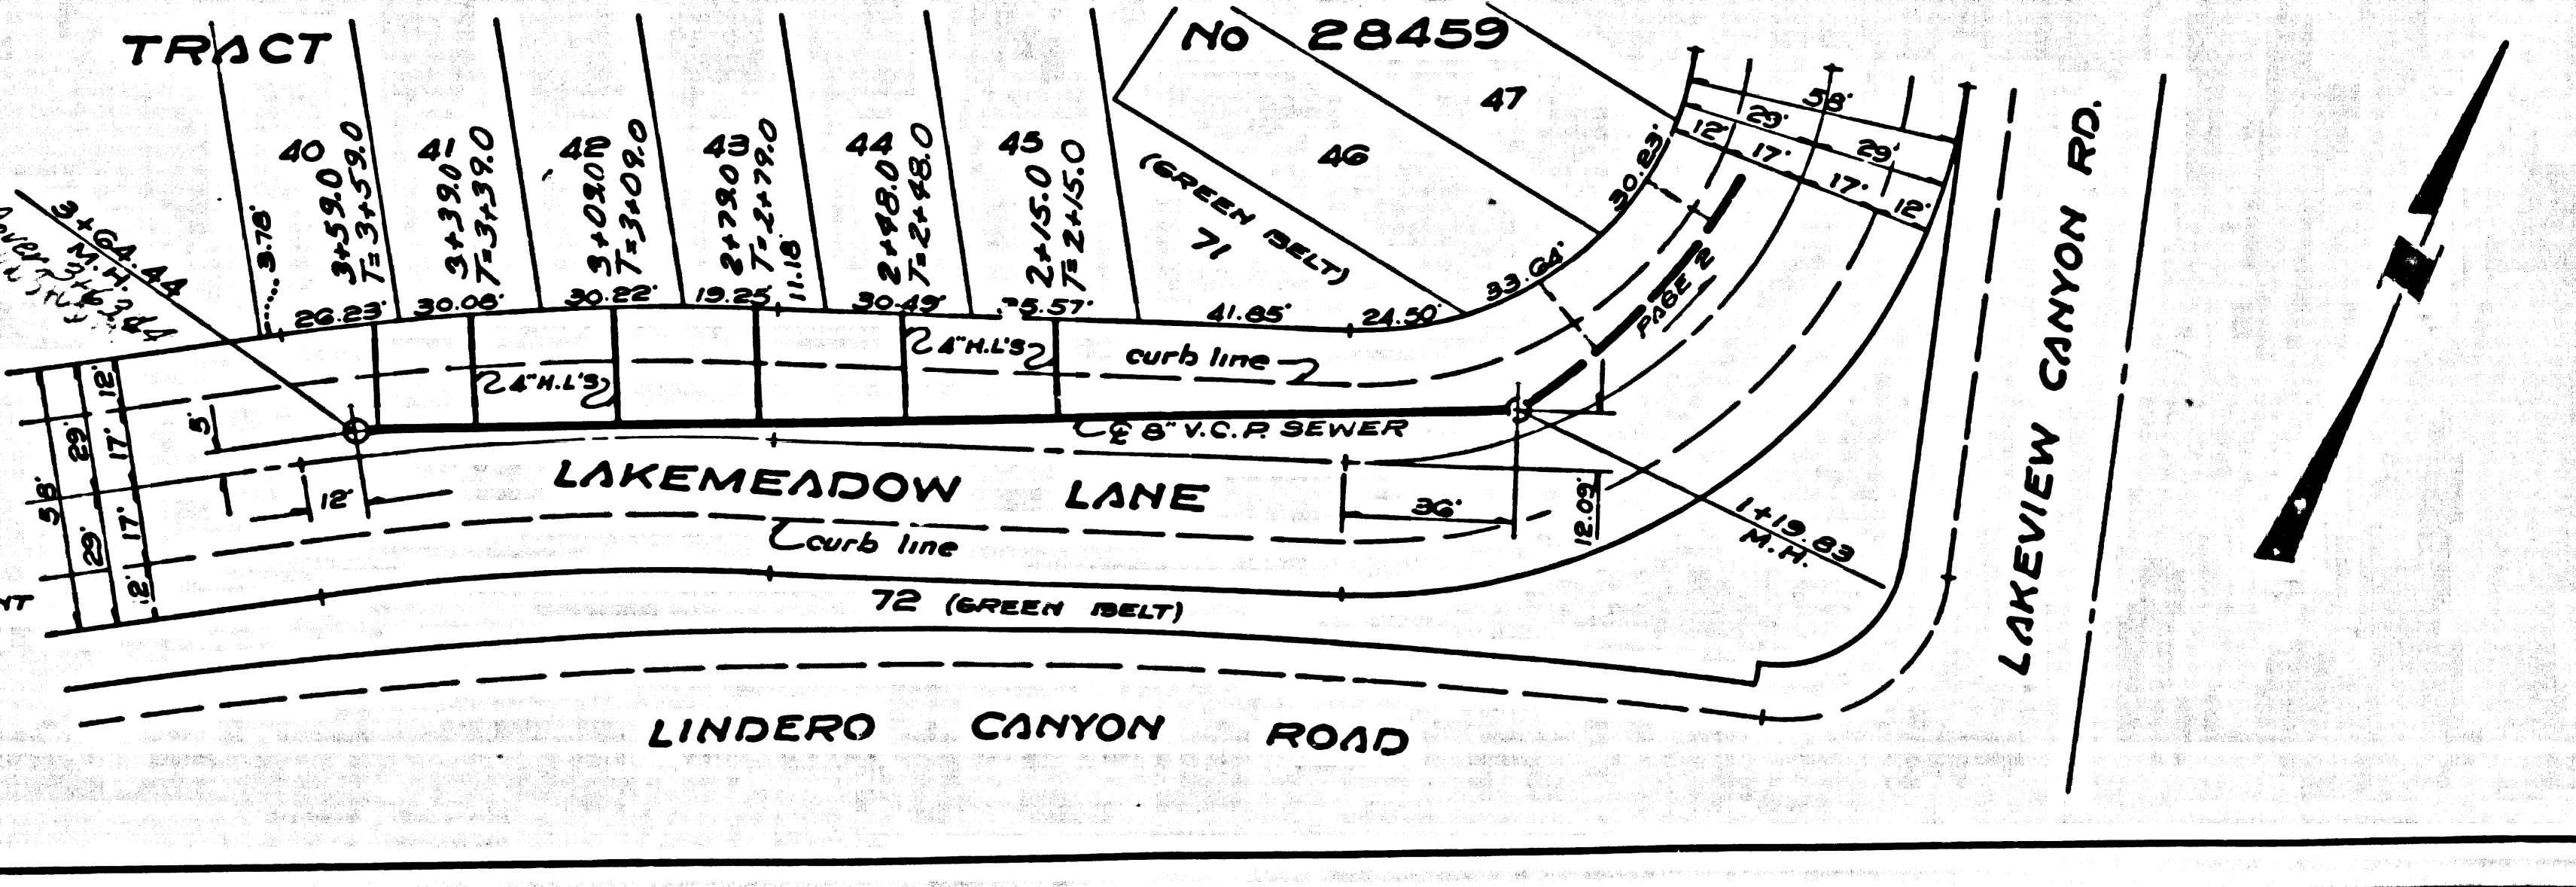 TRACT No 28459
40
3+59.0
T=3+59.0
41
3+39.0
T=3+39.0
42
3+09.0
T=3+09.0
43
2+79.0
T=2+79.0
44
2+48.0
T=2+48.0
45
2+15.0
T=2+15.0
(GREEN BELT)
71
46
47
58'
29'
29'
12'
17'
17'
12'
3+64.44
M.H.
3.78'
26.23'
30.08'
30.22'
19.25'
11.18'
30.49'
5.57'
41.85'
24.50'
33.64'
30.23'
4" H.L'S
4" H.L'S
curb line
PAGE 2
℄ 8" V.C.P. SEWER
5'
12'
58'
29'
29'
12'
17'
17'
12'
LAKEMEADOW LANE
36'
12.09'
1+19.83
M.H.
curb line
72 (GREEN BELT)
LINDERO CANYON ROAD
LAKEVIEW CANYON RD.